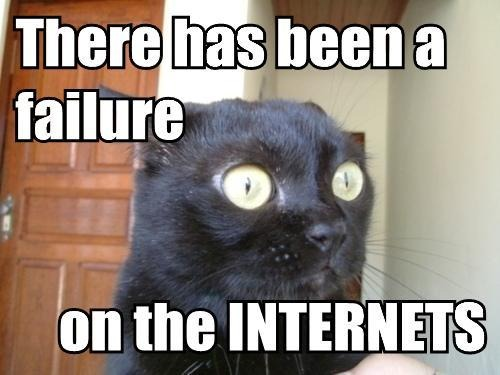 There has been a
failure
on the INTERNETS